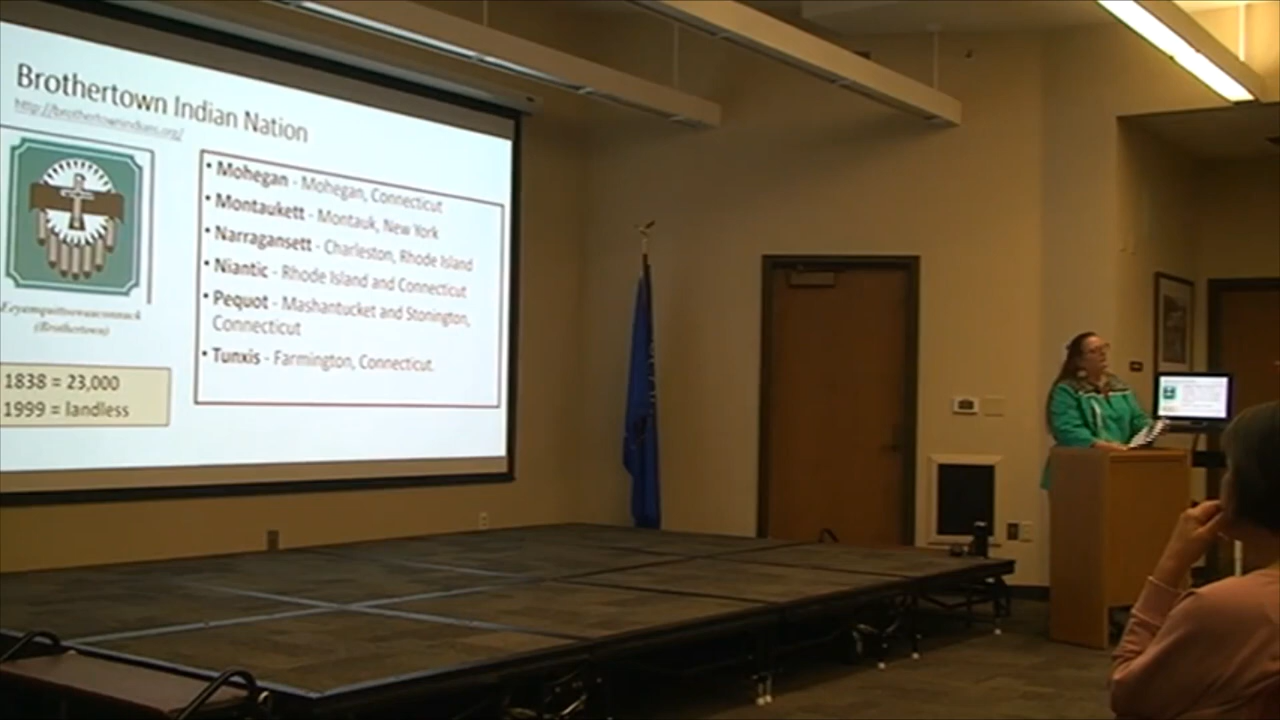 Brothertown Indian Nation
http://brothertownindians.org/
• Mohegan - Mohegan, Connecticut
• Montaukett - Montauk, New York
• Narragansett - Charleston, Rhode Island
• Niantic - Rhode Island and Connecticut
• Pequot - Mashantucket and Stonington,
Connecticut
• Tunxis - Farmington, Connecticut.
(Brothertown)
1838 = 23,000
1999 = landless